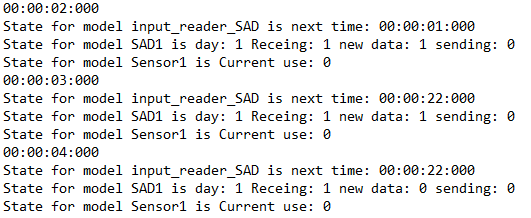 00:00:02:000
State for model input_reader_SAD is next time: 00:00:01:000
State for model SAD1 is day: 1 Receing: 1 new data: 1 sending: 0
State for model Sensor1 is Current use: 0
00:00:03:000
State for model input_reader_SAD is next time: 00:00:22:000
State for model SAD1 is day: 1 Receing: 1 new data: 1 sending: 0
State for model Sensor1 is Current use: 0
00:00:04:000
State for model input_reader_SAD is next time: 00:00:22:000
State for model SAD1 is day: 1 Receing: 1 new data: 0 sending: 0
State for model Sensor1 is Current use: 0